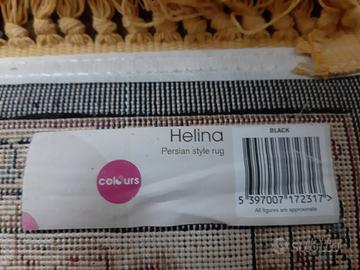 Helina
Persian style rug
colours
BLACK
5 397007 172317 >
All figures are approximate